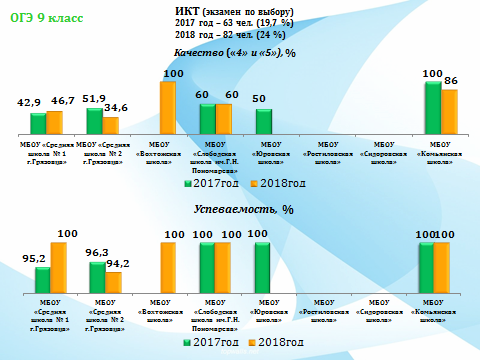 ОГЭ 9 класс
ИКТ (экзамен по выбору)
2017 год – 63 чел. (19,7 %)
2018 год – 82 чел. (24 %)
Качество («4» и «5»), %
42,9 46,7 51,9 34,6 100 60 60 50 100 86
МБОУ «Средняя школа № 1 г.Грязовца»
МБОУ «Средняя школа № 2 г.Грязовца»
МБОУ «Вохтожская школа»
МБОУ «Слободская школа им.Г.Н. Пономарева»
МБОУ «Юровская школа»
МБОУ «Ростиловская школа»
МБОУ «Сидоровская школа»
МБОУ «Комьянская школа»
2017год 2018год
Успеваемость, %
95,2 100 96,3 94,2 100 100 100 100 100 100
МБОУ «Средняя школа № 1 г.Грязовца»
МБОУ «Средняя школа № 2 г.Грязовца»
МБОУ «Вохтожская школа»
МБОУ «Слободская школа им.Г.Н. Пономарева»
МБОУ «Юровская школа»
МБОУ «Ростиловская школа»
МБОУ «Сидоровская школа»
МБОУ «Комьянская школа»
2017год 2018год